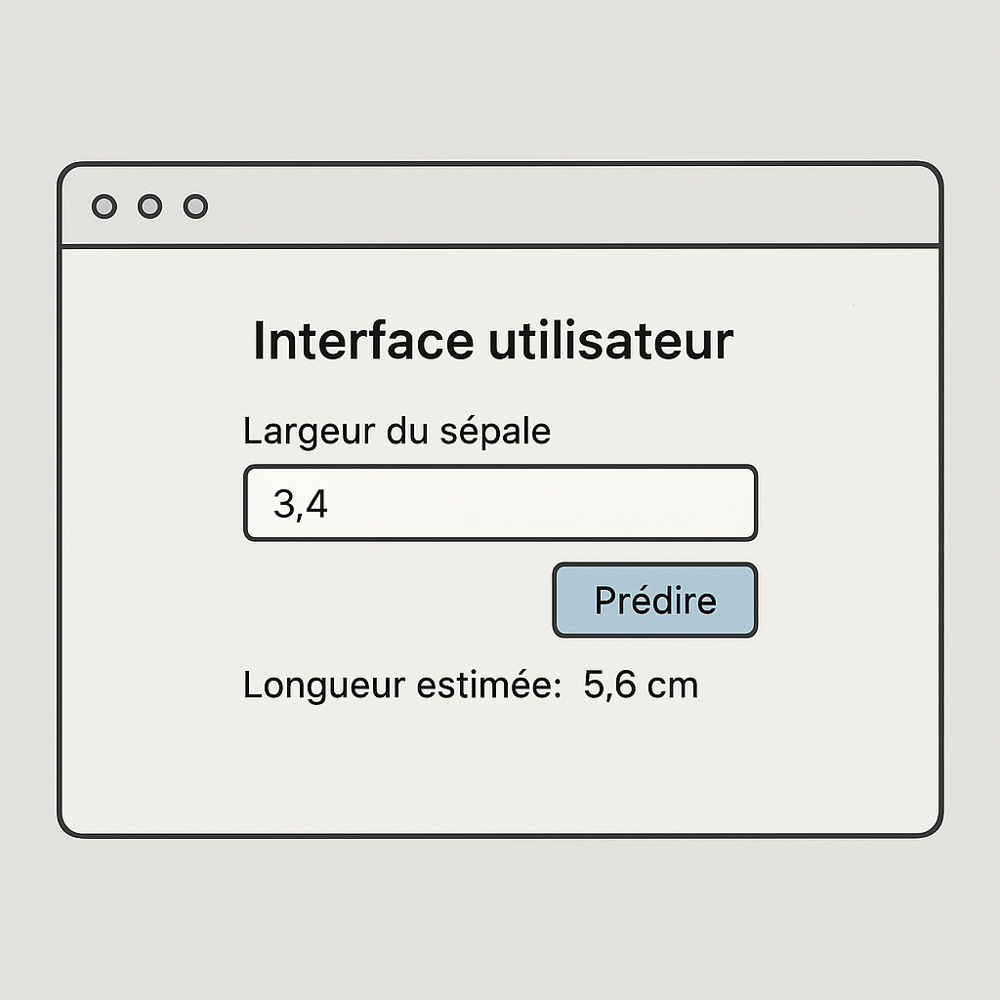 Interface utilisateur
Largeur du sépale
3,4
Prédire
Longueur estimée: 5,6 cm